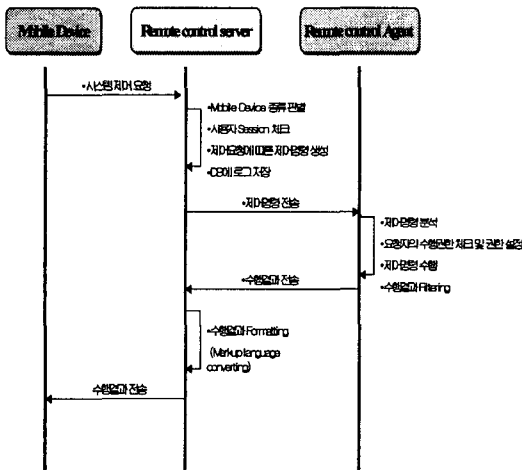 Mobile Device
Remote control server
Remote control Agent
•시스템 제어 요청
•Mobile Device 종류 판별
•사용자 Session 체크
•제어요청에 따른 제어명령 생성
•DB에 로그 저장
•제어명령 전송
•제어명령 분석
•요청자의 수행권한 체크 및 권한 설정
•제어명령 수행
•수행결과 Filtering
•수행결과 전송
•수행결과 Formatting
(Markup language
converting)
수행결과 전송